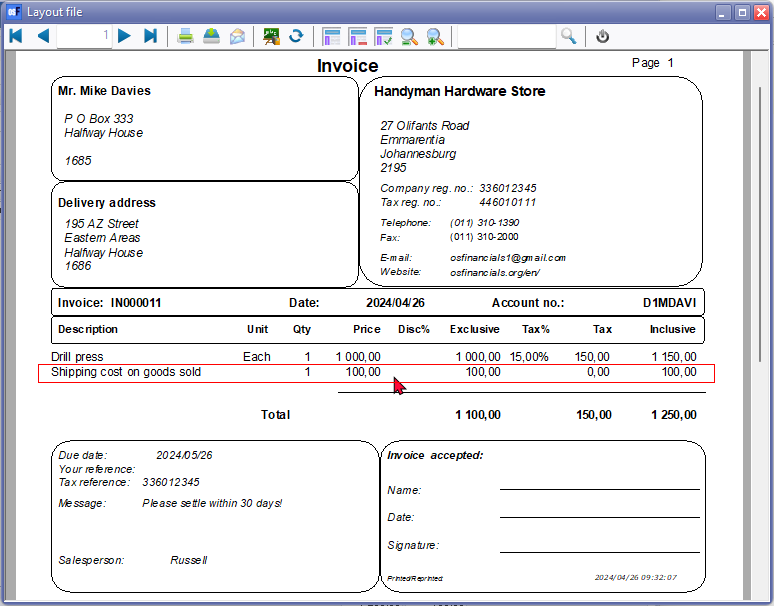 Layout file
1
Invoice
Page 1
Mr. Mike Davies
P O Box 333
Halfway House
1685
Handyman Hardware Store
27 Olifants Road
Emmarentia
Johannesburg
2195
Company reg. no.: 336012345
Tax reg. no.: 446010111
Telephone: (011) 310-1390
Fax: (011) 310-2000
E-mail: osfinancials1@gmail.com
Website: osfinancials.org/en/
Delivery address
195 AZ Street
Eastern Areas
Halfway House
1686
Invoice: IN000011 Date: 2024/04/26 Account no.: D1MDAVI
Description Unit Qty Price Disc% Exclusive Tax% Tax Inclusive
Drill press Each 1 1 000,00 1 000,00 15,00% 150,00 1 150,00
Shipping cost on goods sold 1 100,00 100,00 0,00 100,00
Total 1 100,00 150,00 1 250,00
Due date: 2024/05/26
Your reference:
Tax reference: 336012345
Message: Please settle within 30 days!
Salesperson: Russell
Invoice accepted:
Name:
Date:
Signature:
Printed/Reprinted: 2024/04/26 09:32:07